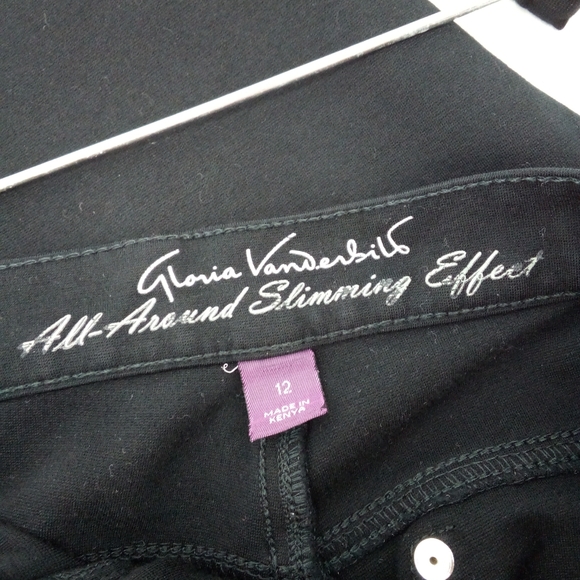 Gloria Vanderbilt
All-Around Slimming Effect
12
MADE IN
KENYA